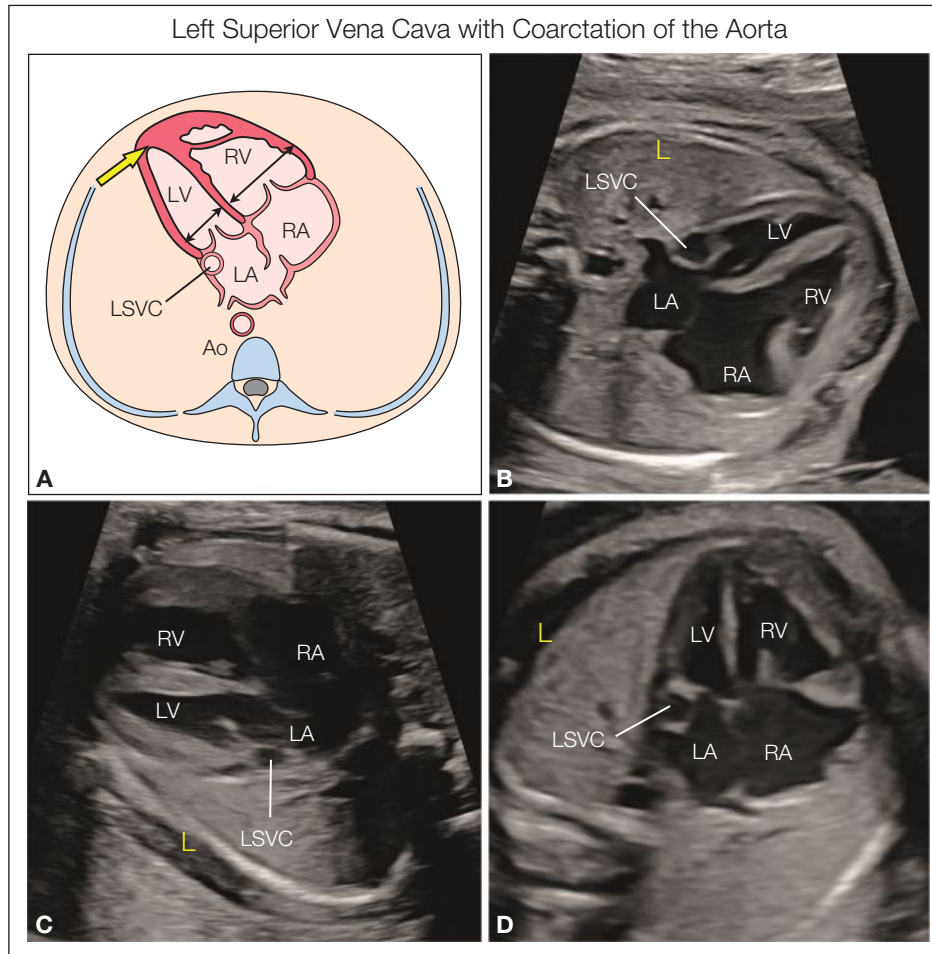 Left Superior Vena Cava with Coarctation of the Aorta
RV
LV
RA
LA
LSVC
Ao
A
L
LSVC
LV
LA
RV
RA
B
RV
RA
LV
LA
LSVC
L
C
L
LV
RV
LSVC
LA
RA
D